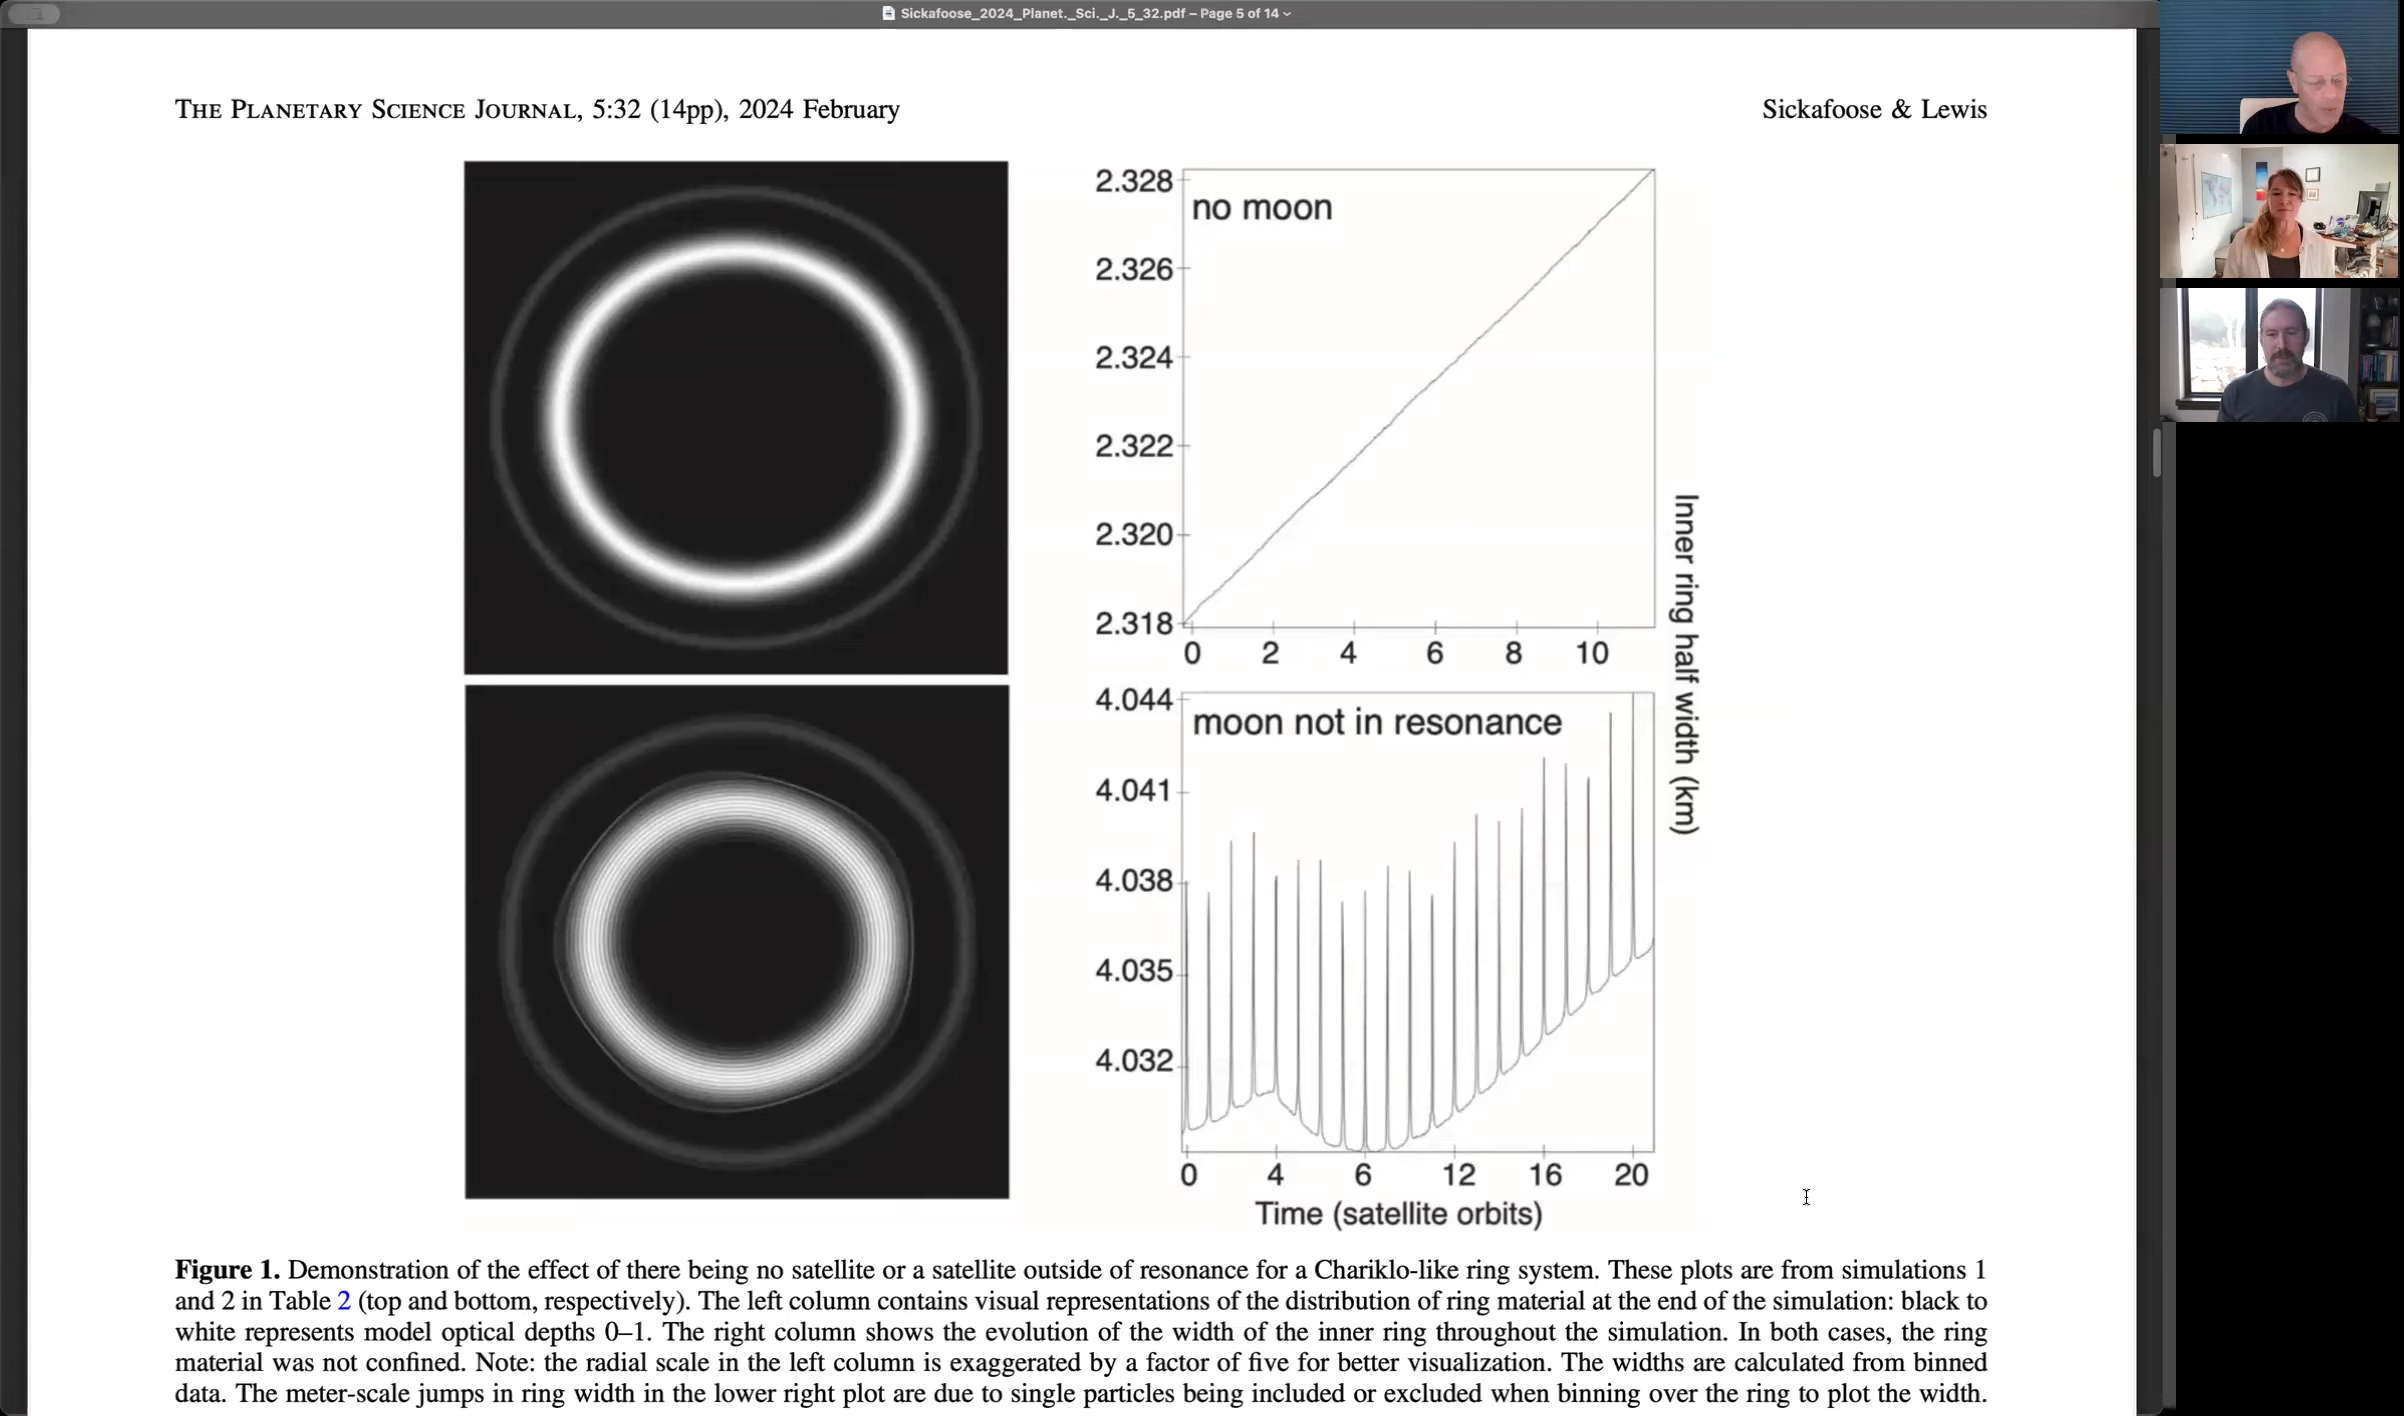 Sickafoose_2024_Planet._Sci._J._5_32.pdf – Page 5 of 14
THE PLANETARY SCIENCE JOURNAL, 5:32 (14pp), 2024 February
Sickafoose & Lewis
2.328
no moon
2.326
2.324
2.322
2.320
2.318
0 2 4 6 8 10
Inner ring half width (km)
4.044
moon not in resonance
4.041
4.038
4.035
4.032
0 4 6 12 16 20
Time (satellite orbits)
Figure 1. Demonstration of the effect of there being no satellite or a satellite outside of resonance for a Chariklo-like ring system. These plots are from simulations 1
and 2 in Table 2 (top and bottom, respectively). The left column contains visual representations of the distribution of ring material at the end of the simulation: black to
white represents model optical depths 0–1. The right column shows the evolution of the width of the inner ring throughout the simulation. In both cases, the ring
material was not confined. Note: the radial scale in the left column is exaggerated by a factor of five for better visualization. The widths are calculated from binned
data. The meter-scale jumps in ring width in the lower right plot are due to single particles being included or excluded when binning over the ring to plot the width.